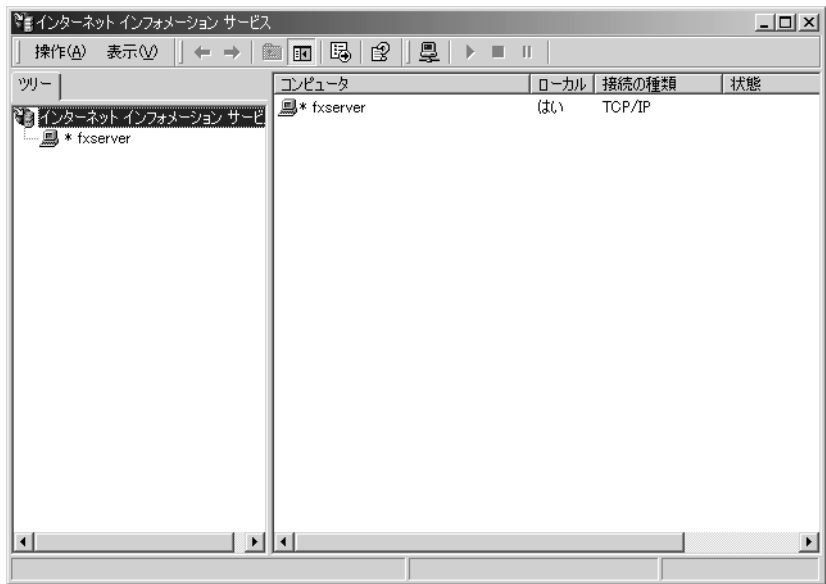 インターネット インフォメーション サービス
操作(A) 表示(V)
ツリー
インターネット インフォメーション サービ
* fxserver
コンピュータ ローカル 接続の種類 状態
* fxserver はい TCP/IP